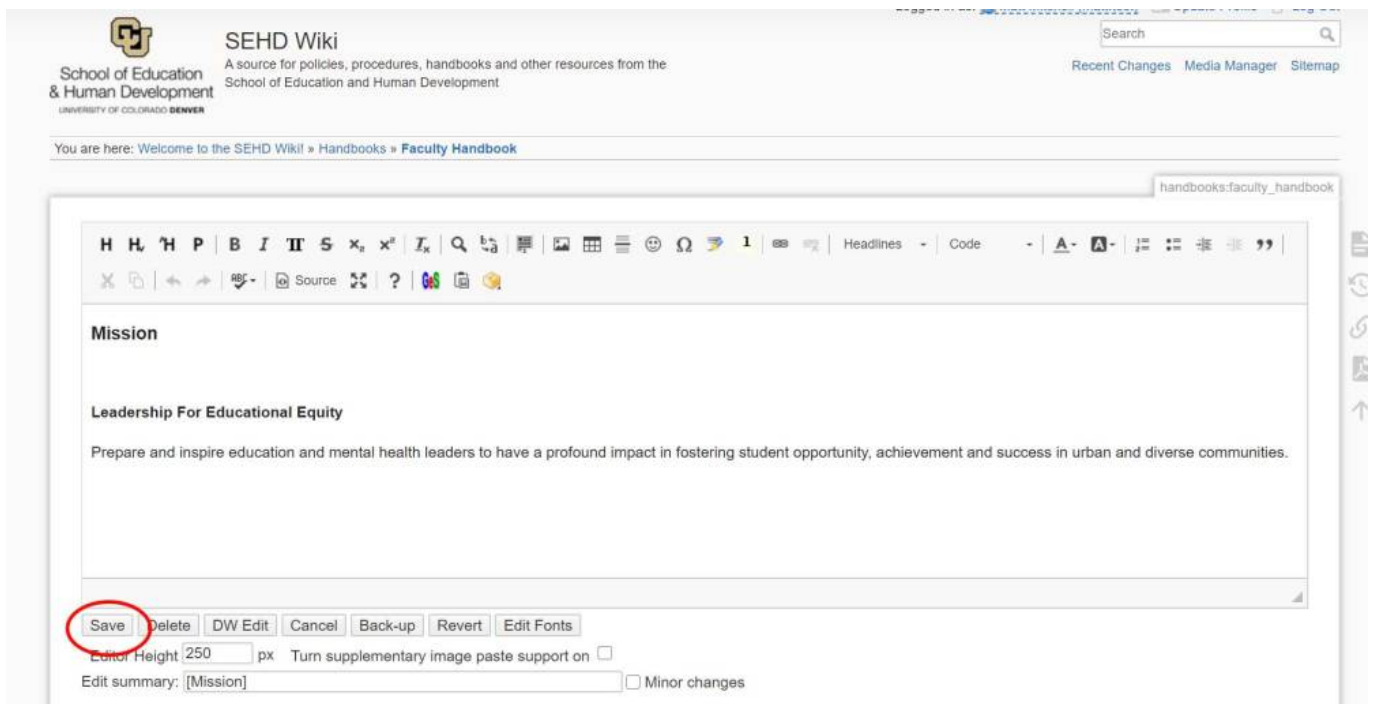 SEHD Wiki
A source for policies, procedures, handbooks and other resources from the
School of Education and Human Development
School of Education
& Human Development
UNIVERSITY OF COLORADO DENVER
Search
Recent Changes Media Manager Sitemap
You are here: Welcome to the SEHD Wiki! » Handbooks » Faculty Handbook
handbooks:faculty_handbook
Headlines Code
Source
Mission
Leadership For Educational Equity
Prepare and inspire education and mental health leaders to have a profound impact in fostering student opportunity, achievement and success in urban and diverse communities.
Save Delete DW Edit Cancel Back-up Revert Edit Fonts
Editor Height 250 px Turn supplementary image paste support on
Edit summary: [Mission] Minor changes